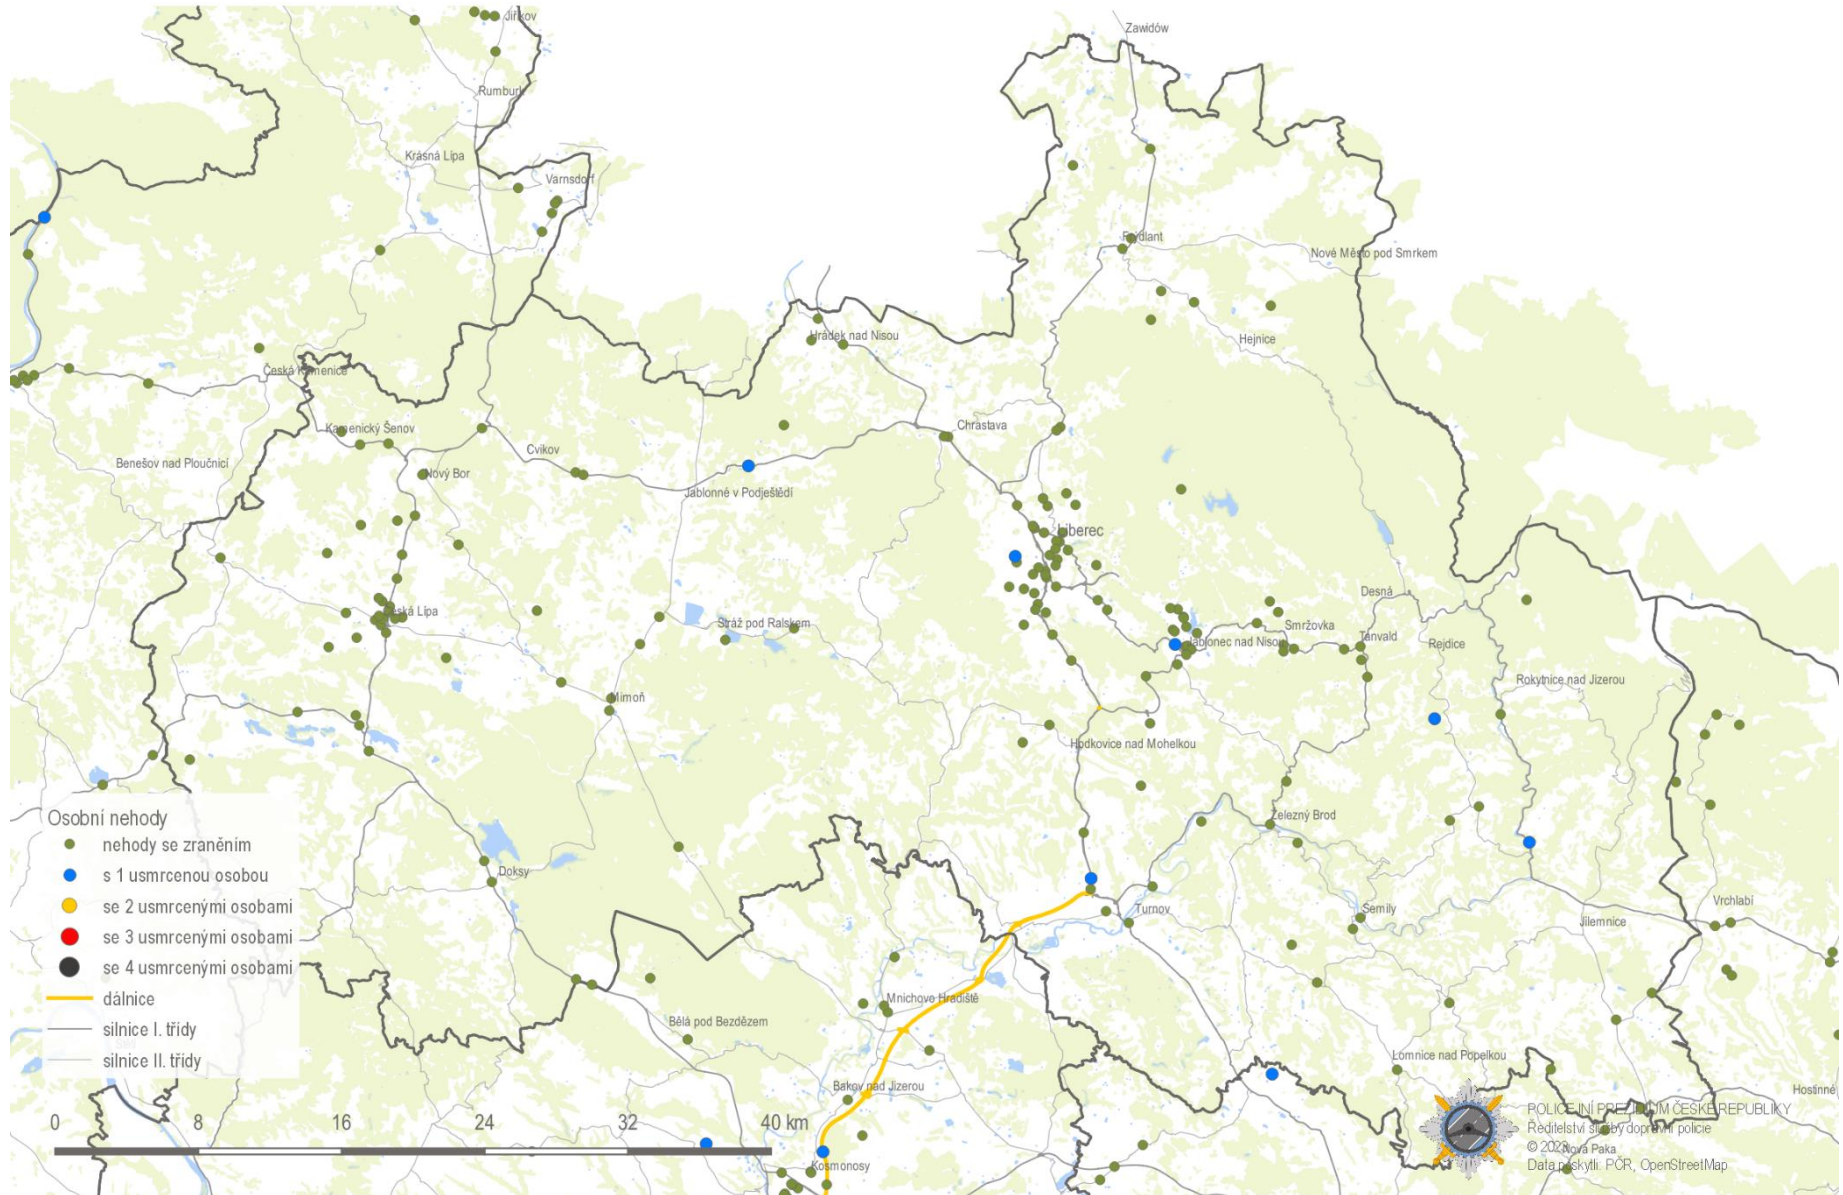 Zawidów
Jiříkov
Rumburk
Krásná Lípa
Varnsdorf
Frýdlant
Nové Město pod Smrkem
Hrádek nad Nisou
Hejnice
Česká Kamenice
Kamenický Šenov
Chrastava
Cvikov
Benešov nad Ploučnicí
Nový Bor
Jablonné v Podještědí
Liberec
Desná
Česká Lípa
Stráž pod Ralskem
Smržovka
Tanvald
Rejdice
Jablonec nad Nisou
Rokytnice nad Jizerou
Mimoň
Hodkovice nad Mohelkou
Železný Brod
Osobní nehody
nehody se zraněním
s 1 usmrcenou osobou
se 2 usmrcenými osobami
se 3 usmrcenými osobami
se 4 usmrcenými osobami
dálnice
silnice I. třídy
silnice II. třídy
Doksy
Turnov
Semily
Jilemnice
Vrchlabí
Mnichovo Hradiště
Bělá pod Bezdězem
Lomnice nad Popelkou
Bakov nad Jizerou
Hostinné
0 8 16 24 32 40 km
Kosmonosy
POLICEJNÍ PREZIDIUM ČESKÉ REPUBLIKY
Ředitelství služby dopravní policie
Nová Paka
Data poskytli: PČR, OpenStreetMap